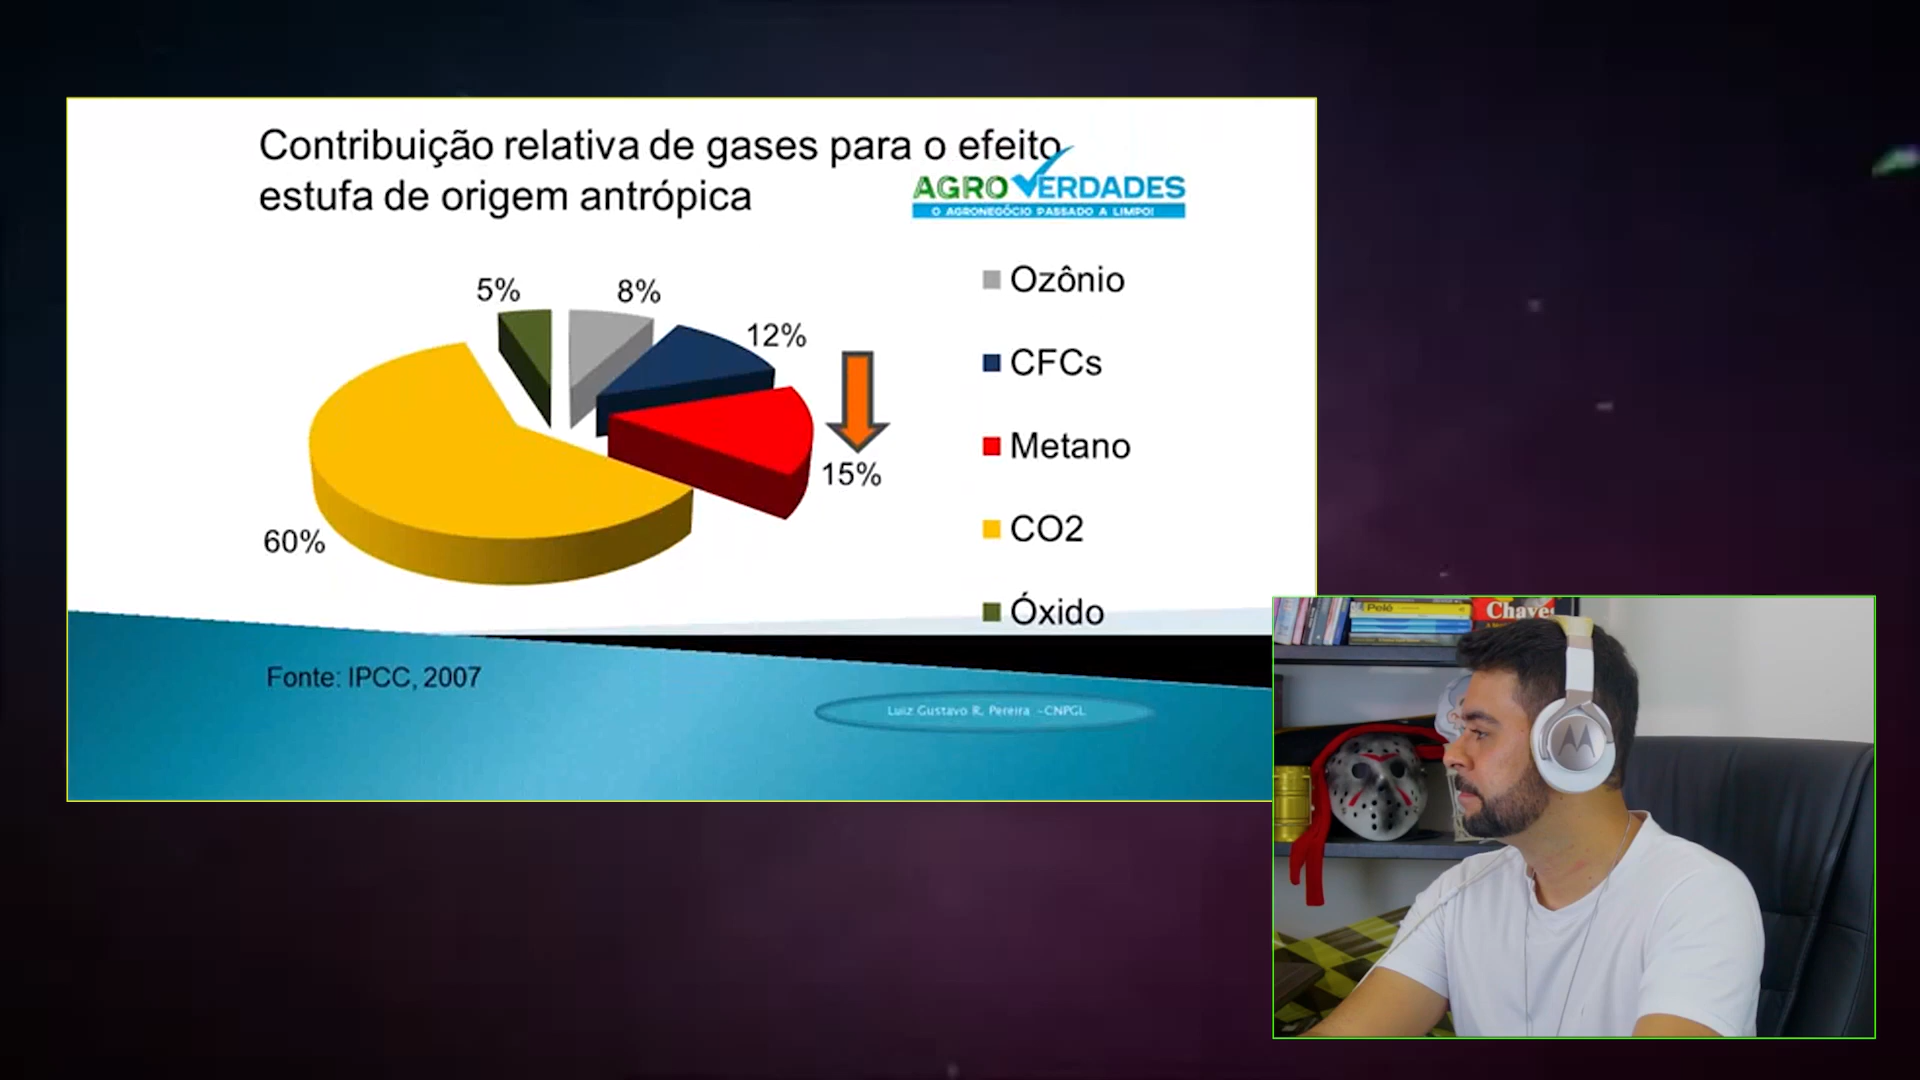 Contribuição relativa de gases para o efeito
estufa de origem antrópica
AGROVERDADES
O AGRONEGÓCIO PASSADO A LIMPO!
5%
8%
12%
15%
60%
Ozônio
CFCs
Metano
CO2
Óxido
Fonte: IPCC, 2007
Luiz Gustavo R. Pereira -CNPGL
Pelé
Chaves